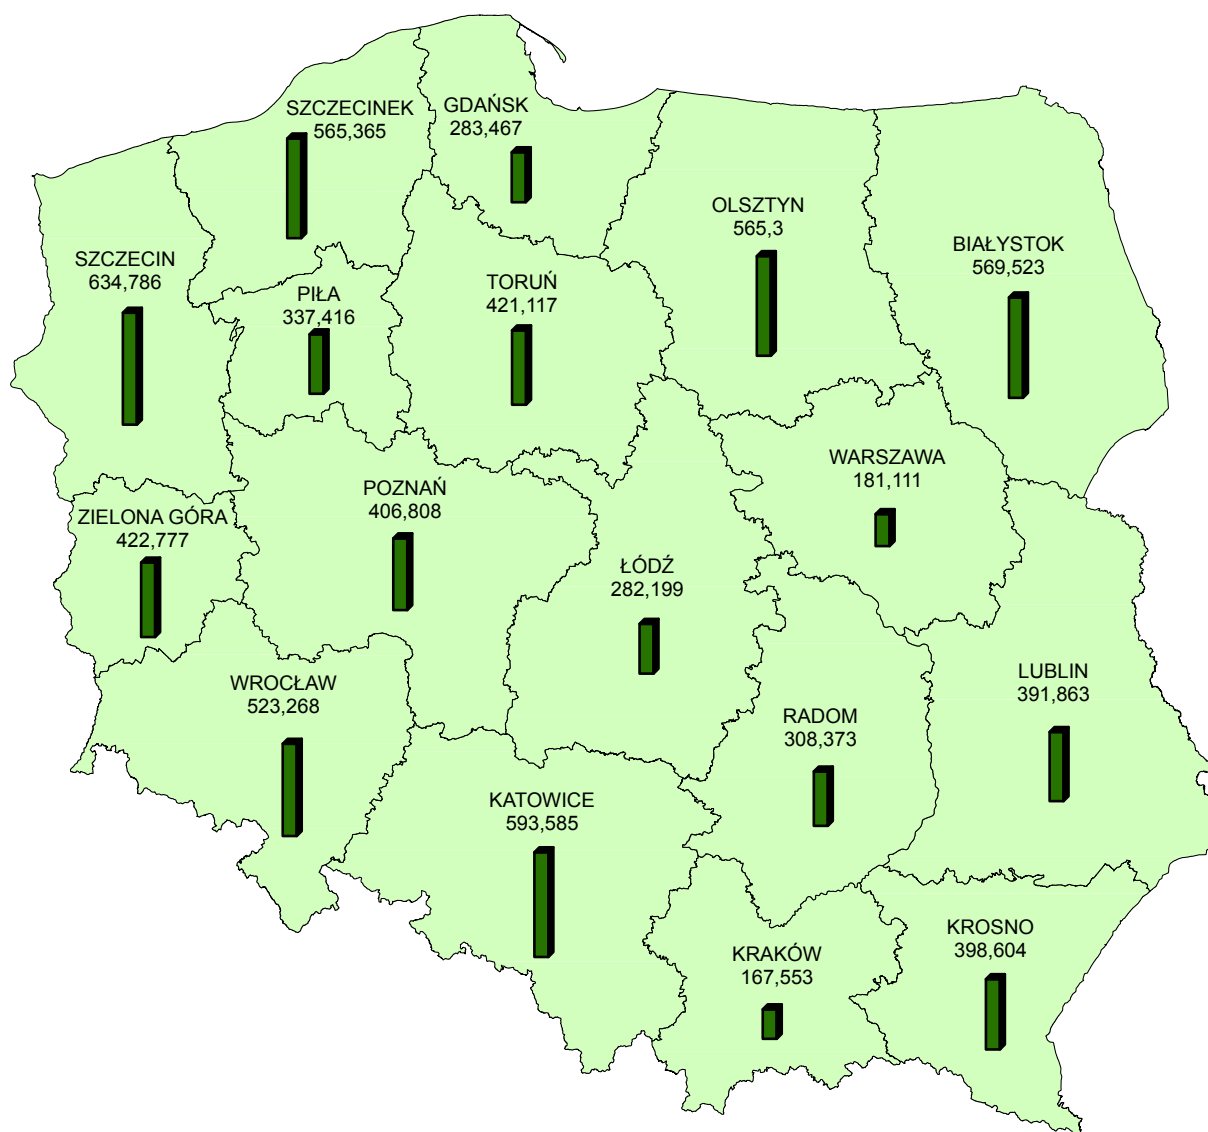 SZCZECINEK
565,365
GDAŃSK
283,467
OLSZTYN
565,3
BIAŁYSTOK
569,523
SZCZECIN
634,786
PIŁA
337,416
TORUŃ
421,117
WARSZAWA
181,111
POZNAŃ
406,808
ZIELONA GÓRA
422,777
ŁÓDŹ
282,199
WROCŁAW
523,268
LUBLIN
391,863
RADOM
308,373
KATOWICE
593,585
KRAKÓW
167,553
KROSNO
398,604